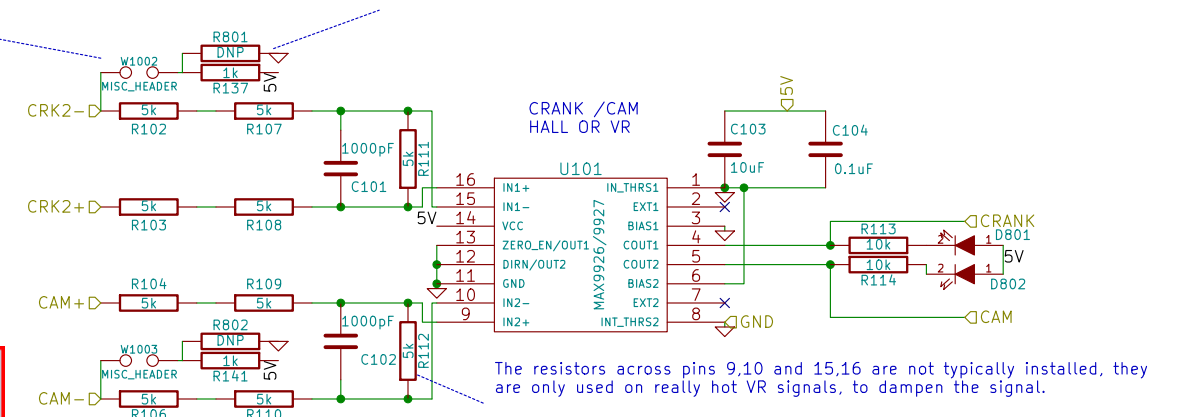 R801
DNP
W1002
1k
5V
MISC_HEADER
R137
CRK2-
5k
5k
R102
R107
CRANK /CAM
HALL OR VR
5V
C103
C104
10uF
0.1uF
1000pF
C101
5k
R111
U101
16
IN1+
IN_THRS1
1
15
IN1-
EXT1
2
5V
14
VCC
BIAS1
3
13
ZERO_EN/OUT1
COUT1
4
12
DIRN/OUT2
COUT2
5
11
GND
BIAS2
6
10
IN2-
EXT2
7
9
IN2+
INT_THRS2
8
MAX9926/9927
CRK2+
5k
5k
R103
R108
CRANK
R113
10k
2
1
D801
5V
10k
2
1
R114
D802
CAM
GND
R104
R109
CAM+
5k
5k
1000pF
C102
5k
R112
R802
DNP
W1003
1k
5V
MISC_HEADER
R141
CAM-
5k
5k
R106
R110
The resistors across pins 9,10 and 15,16 are not typically installed, they
are only used on really hot VR signals, to dampen the signal.